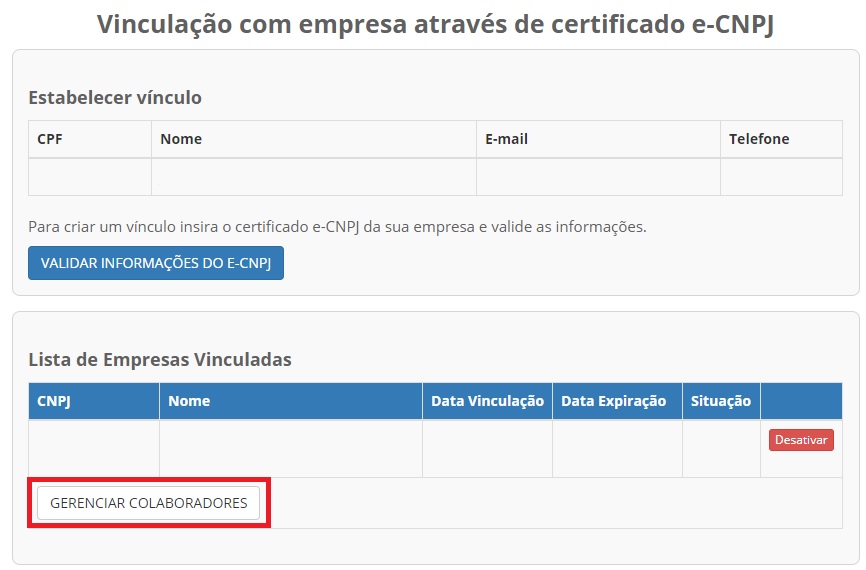 Vinculação com empresa através de certificado e-CNPJ
Estabelecer vínculo
CPF Nome E-mail Telefone
Para criar um vínculo insira o certificado e-CNPJ da sua empresa e valide as informações.
VALIDAR INFORMAÇÕES DO E-CNPJ
Lista de Empresas Vinculadas
CNPJ Nome Data Vinculação Data Expiração Situação
Desativar
GERENCIAR COLABORADORES